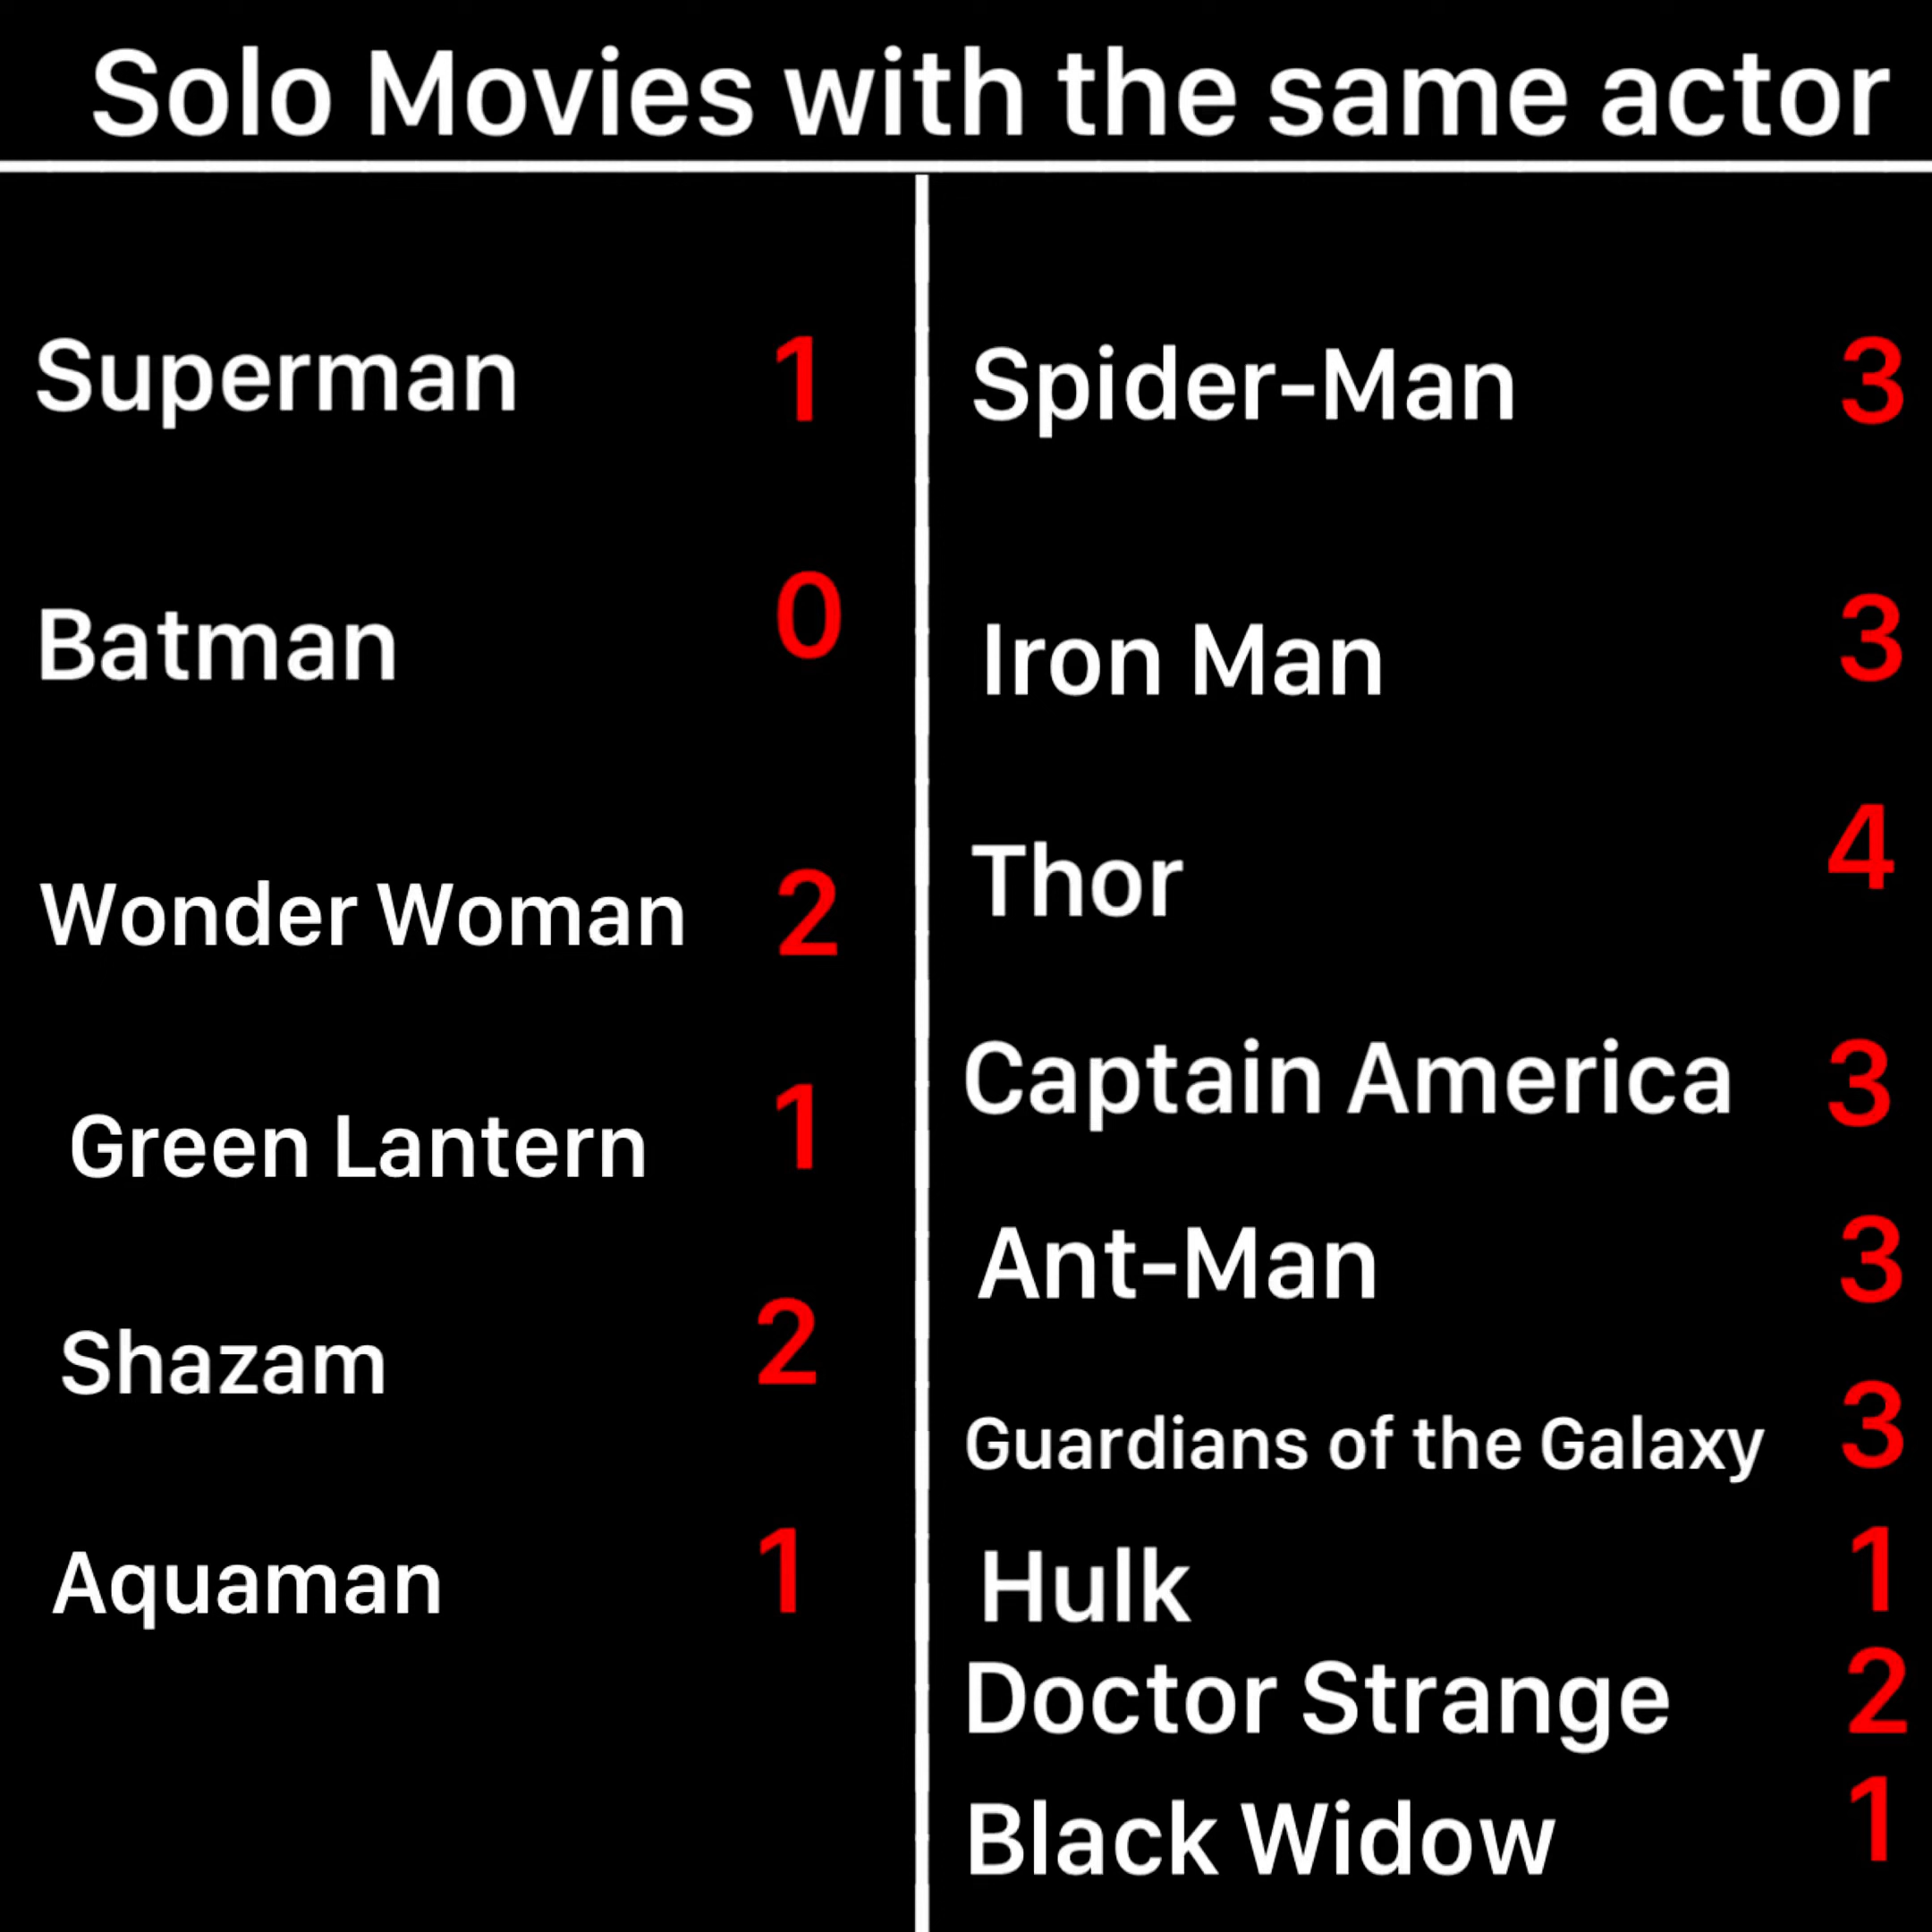 Solo Movies with the same actor
Superman 1
Batman 0
Wonder Woman 2
Green Lantern 1
Shazam 2
Aquaman 1
Spider-Man 3
Iron Man 3
Thor 4
Captain America 3
Ant-Man 3
Guardians of the Galaxy 3
Hulk 1
Doctor Strange 2
Black Widow 1